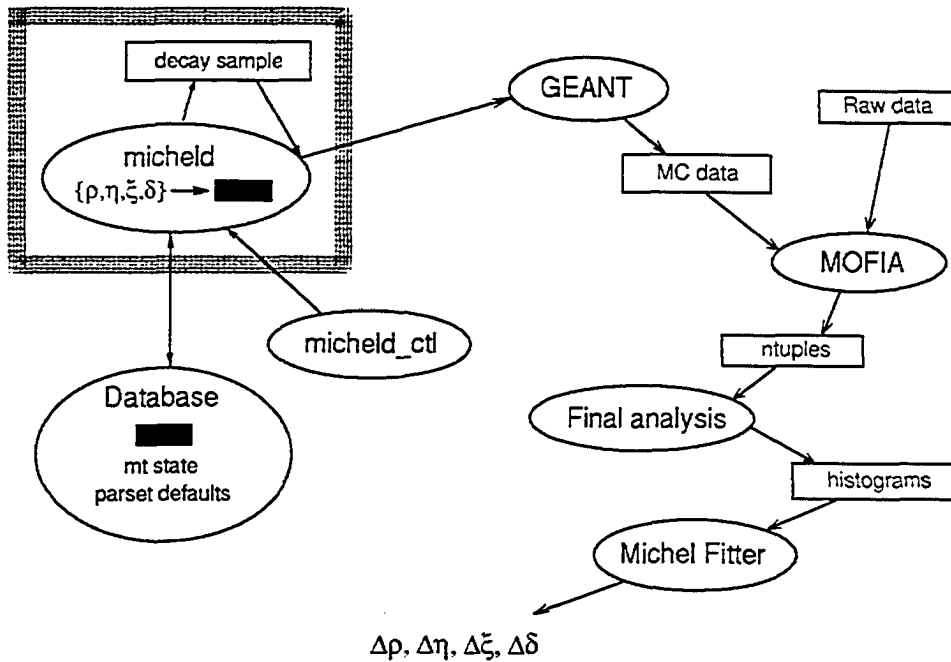 decay sample
GEANT
Raw data
micheld
{ρ,η,ξ,δ}
MC data
MOFIA
micheld_ctl
ntuples
Database
Final analysis
mt state
parset defaults
histograms
Michel Fitter
Δρ, Δη, Δξ, Δδ